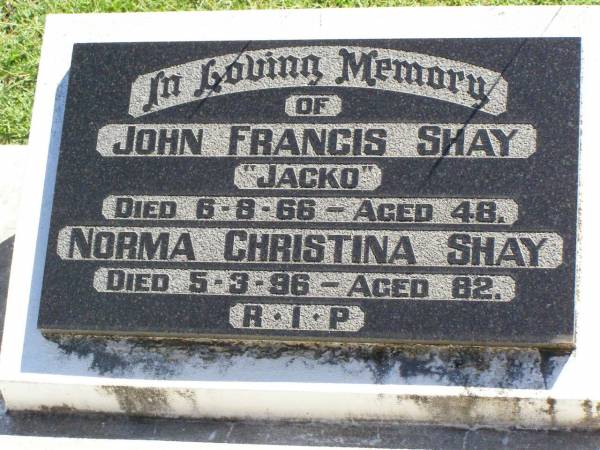 In Loving Memory
OF
JOHN FRANCIS SHAY
"JACKO"
DIED 6-8-66 - AGED 48.
NORMA CHRISTINA SHAY
DIED 5-3-96 - AGED 82.
R·I·P